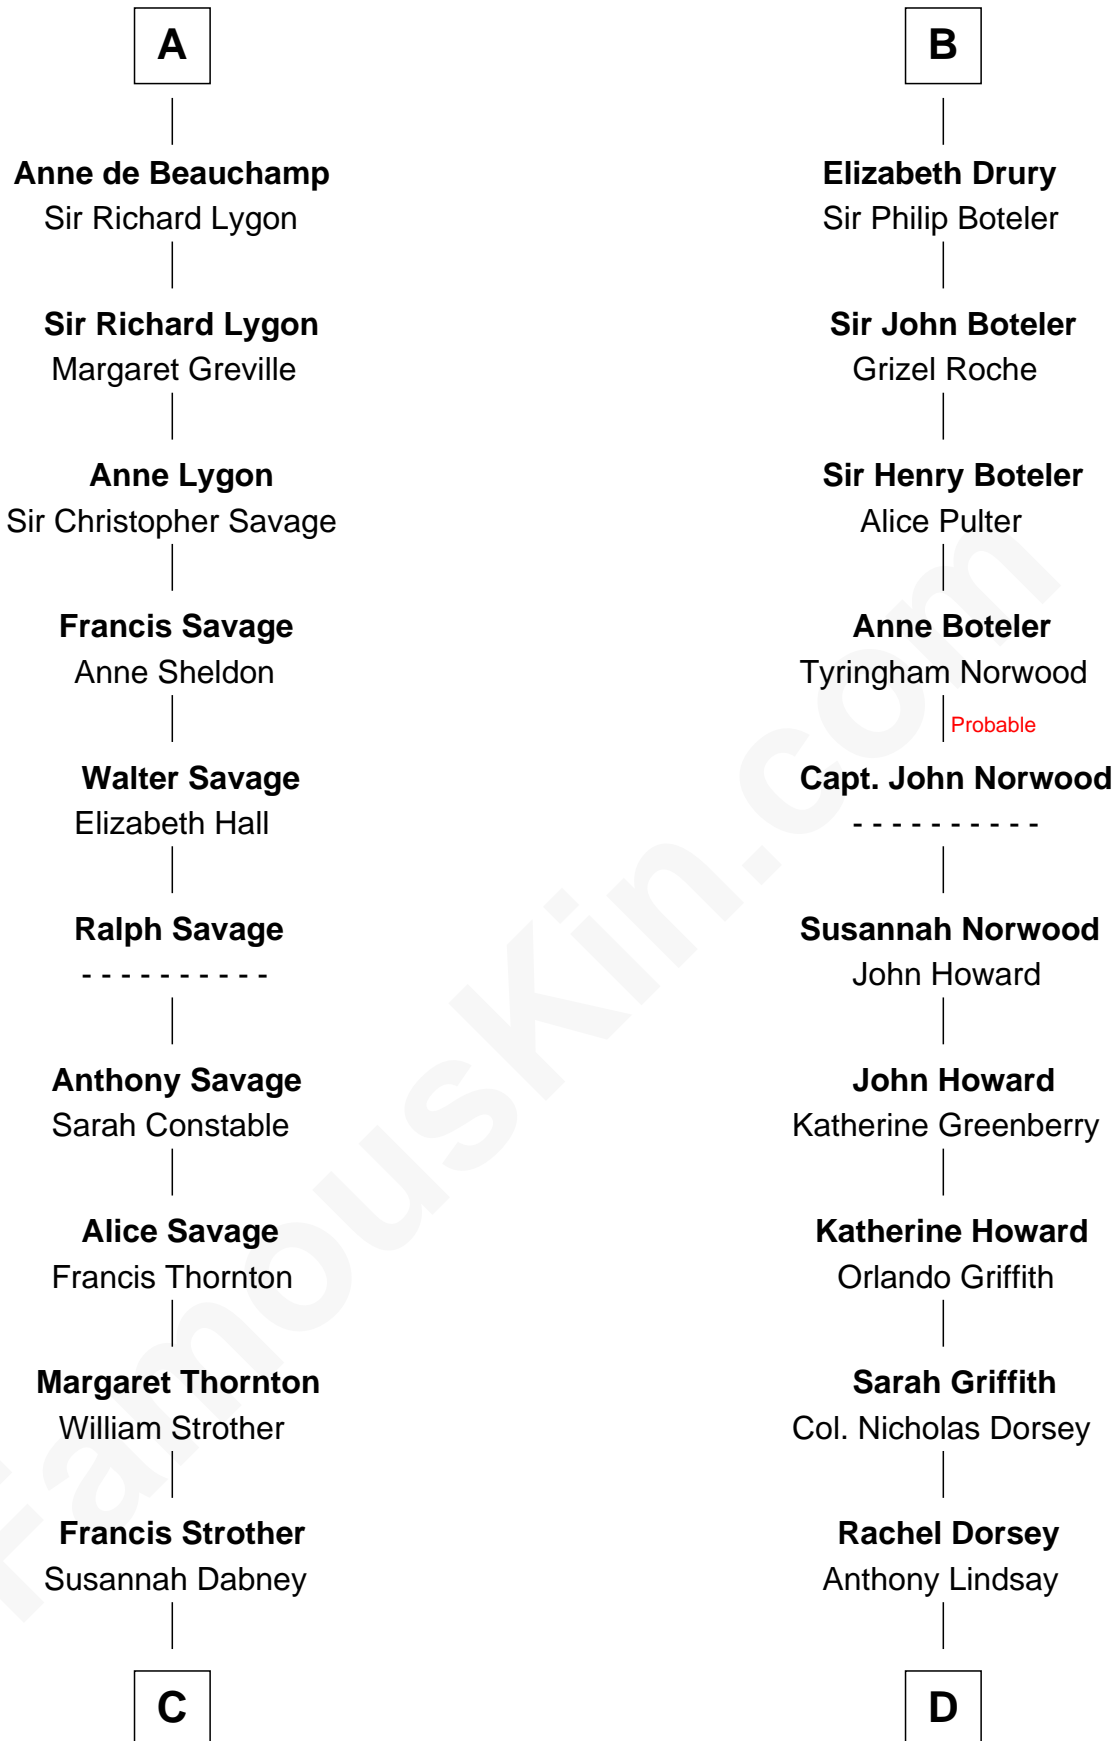 A
Anne de Beauchamp
Sir Richard Lygon
Sir Richard Lygon
Margaret Greville
Anne Lygon
Sir Christopher Savage
Francis Savage
Anne Sheldon
Walter Savage
Elizabeth Hall
Ralph Savage
- - - - - - - - - -
Anthony Savage
Sarah Constable
Alice Savage
Francis Thornton
Margaret Thornton
William Strother
Francis Strother
Susannah Dabney
C
B
Elizabeth Drury
Sir Philip Boteler
Sir John Boteler
Grizel Roche
Sir Henry Boteler
Alice Pulter
Anne Boteler
Tyringham Norwood
Probable
Capt. John Norwood
- - - - - - - - - -
Susannah Norwood
John Howard
John Howard
Katherine Greenberry
Katherine Howard
Orlando Griffith
Sarah Griffith
Col. Nicholas Dorsey
Rachel Dorsey
Anthony Lindsay
D
FamousKin.com